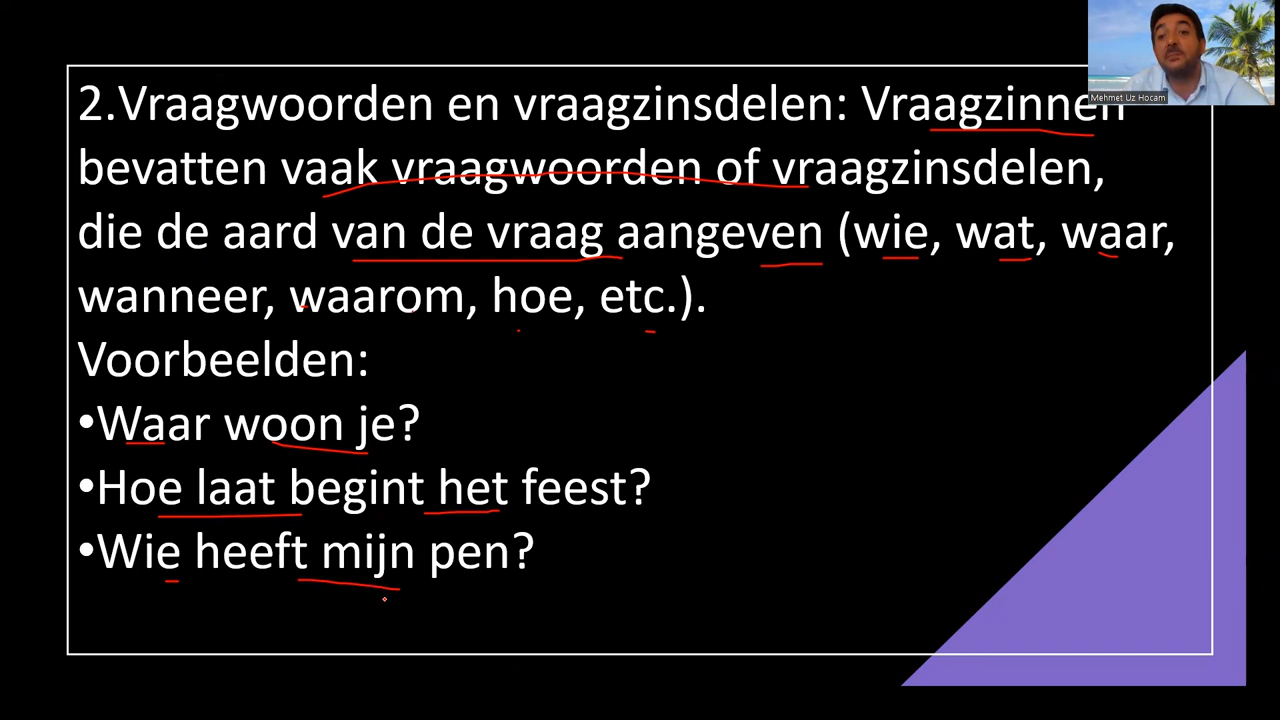 2.Vraagwoorden en vraagzinsdelen: Vraagzinnen
bevatten vaak vraagwoorden of vraagzinsdelen,
die de aard van de vraag aangeven (wie, wat, waar,
wanneer, waarom, hoe, etc.).
Voorbeelden:
•Waar woon je?
•Hoe laat begint het feest?
•Wie heeft mijn pen?
Mehmet Uz Hocam